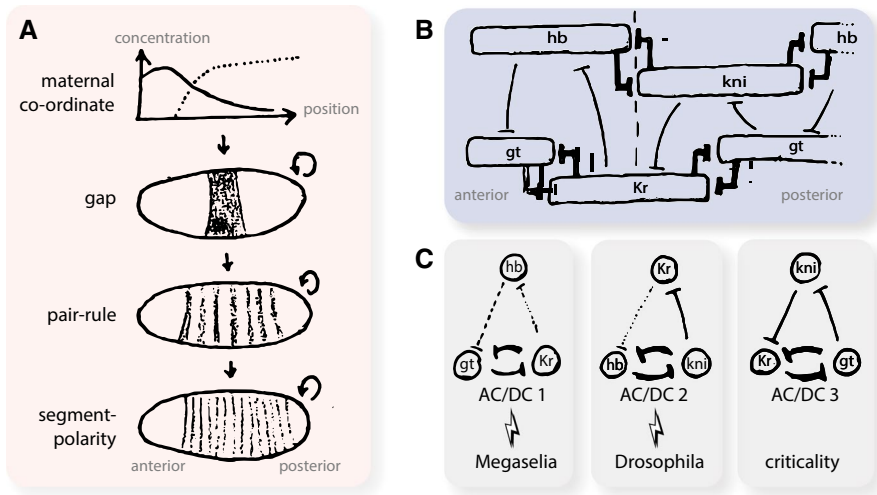 A
concentration
maternal
co-ordinate
position
gap
pair-rule
segment-
polarity
anterior
posterior
B
hb
hb
kni
gt
gt
Kr
anterior
posterior
C
hb
gt
Kr
AC/DC 1
Megaselia
Kr
hb
kni
AC/DC 2
Drosophila
kni
Kr
gt
AC/DC 3
criticality